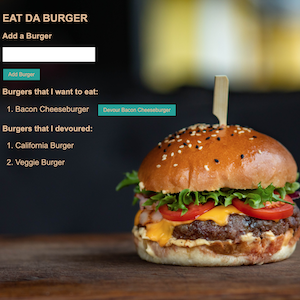 EAT DA BURGER
Add a Burger
Add Burger
Burgers that I want to eat:
1. Bacon Cheeseburger Devour Bacon Cheeseburger
Burgers that I devoured:
1. California Burger
2. Veggie Burger